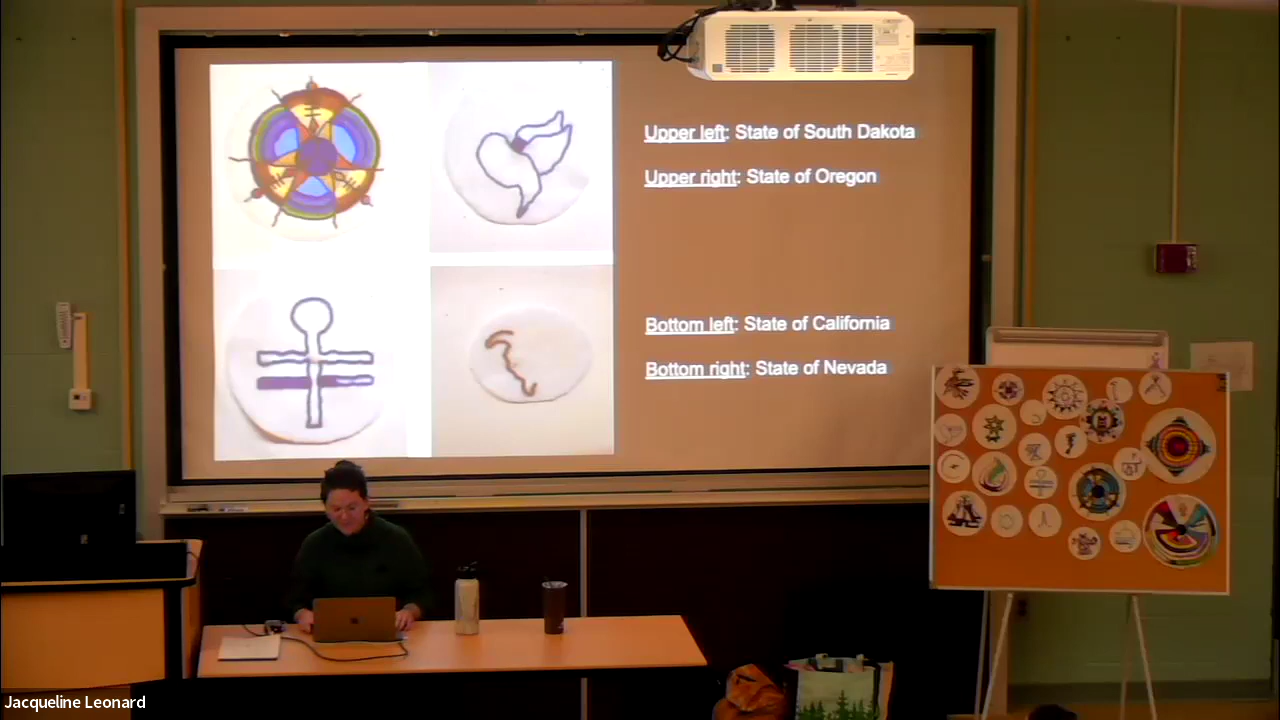 Upper left: State of South Dakota
Upper right: State of Oregon
Bottom left: State of California
Bottom right: State of Nevada
Jacqueline Leonard